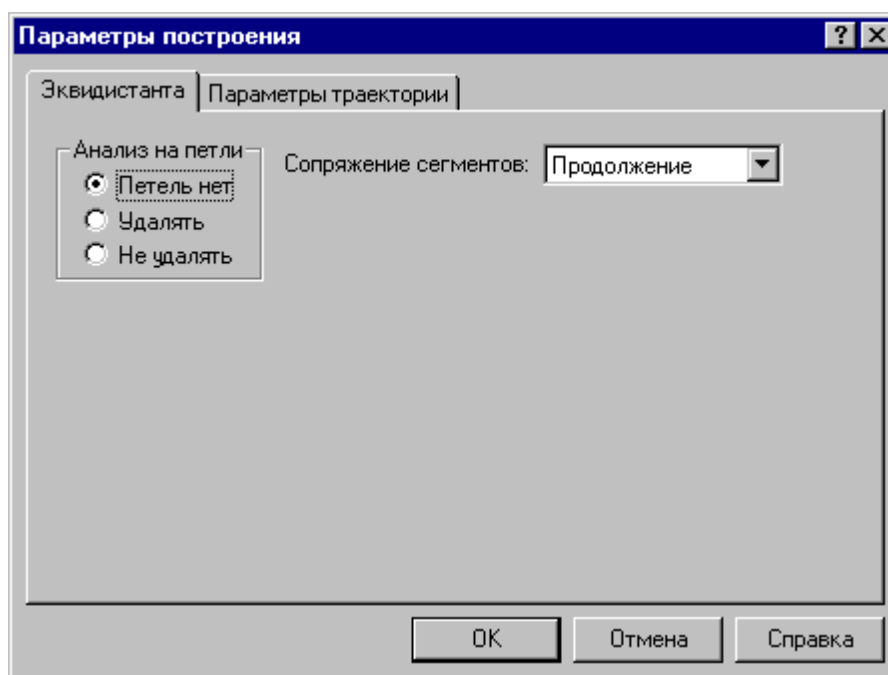 Параметры построения
Эквидистанта
Параметры траектории
Анализ на петли
Петель нет
Удалять
Не удалять
Сопряжение сегментов: Продолжение
OK
Отмена
Справка